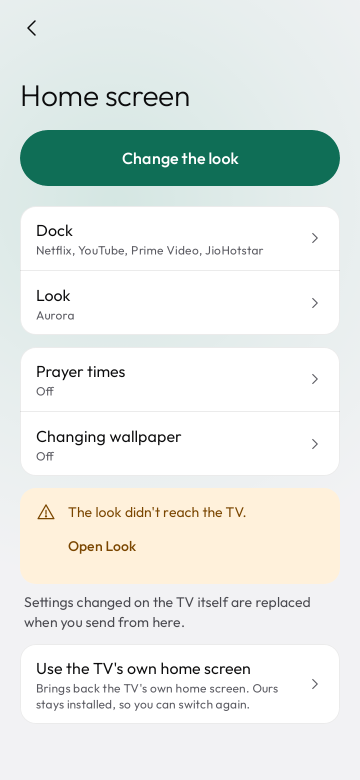 Home screen
Change the look
Dock
Netflix, YouTube, Prime Video, JioHotstar
Look
Aurora
Prayer times
Off
Changing wallpaper
Off
The look didn't reach the TV.
Open Look
Settings changed on the TV itself are replaced
when you send from here.
Use the TV's own home screen
Brings back the TV's own home screen. Ours
stays installed, so you can switch again.